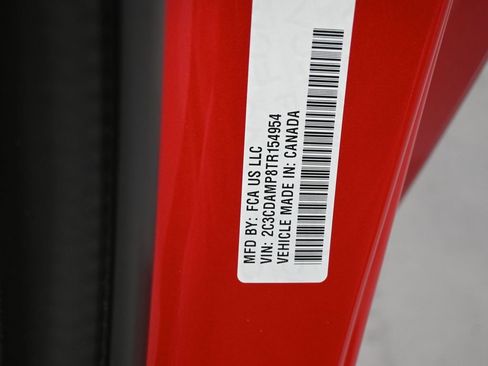 MFD BY: FCA US LLC
VIN: 2C3CDAMP8TR154954
VEHICLE MADE IN: CANADA